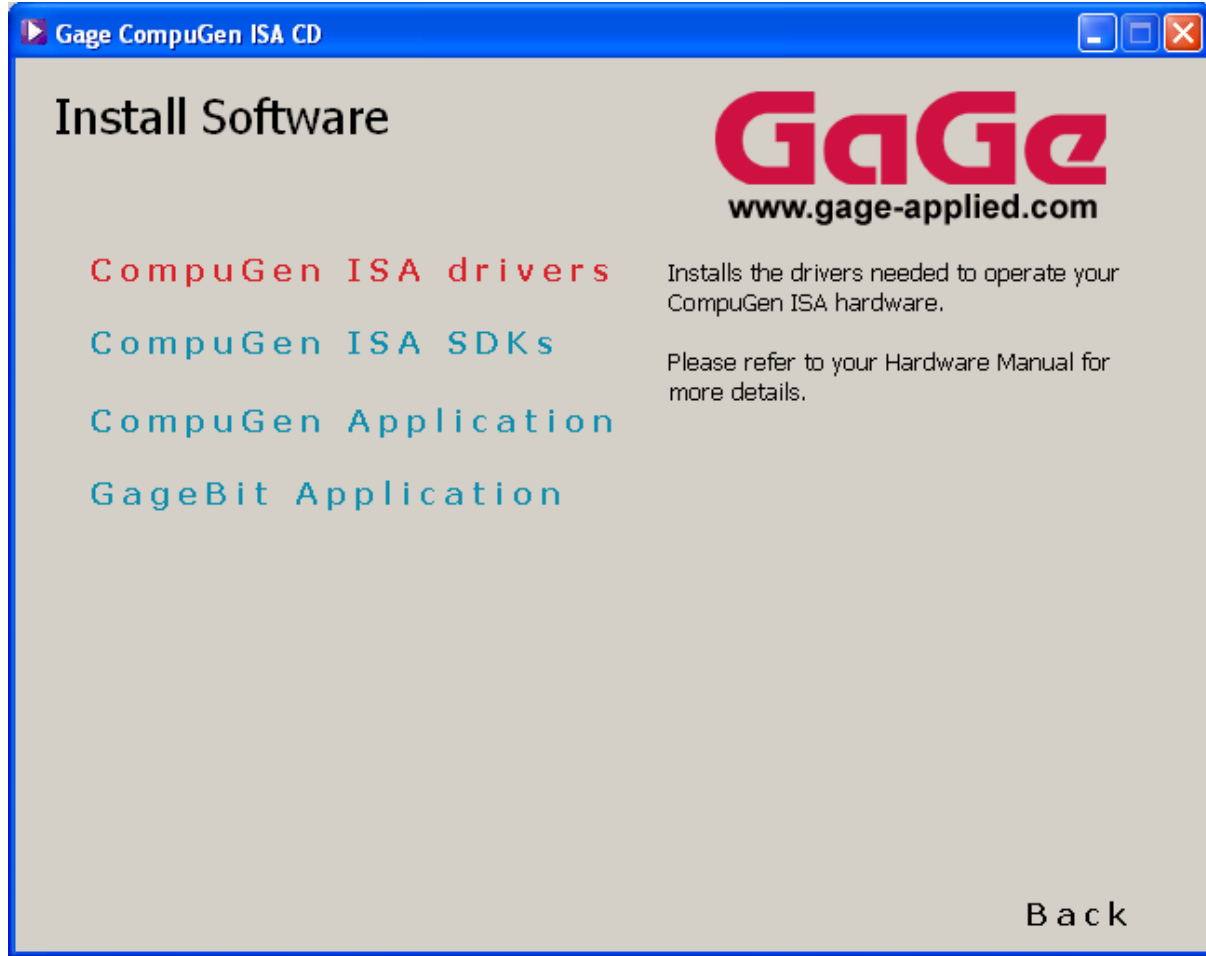 Gage CompuGen ISA CD
Install Software
GaGe
www.gage-applied.com
CompuGen ISA drivers
CompuGen ISA SDKs
CompuGen Application
GageBit Application
Installs the drivers needed to operate your
CompuGen ISA hardware.
Please refer to your Hardware Manual for
more details.
Back